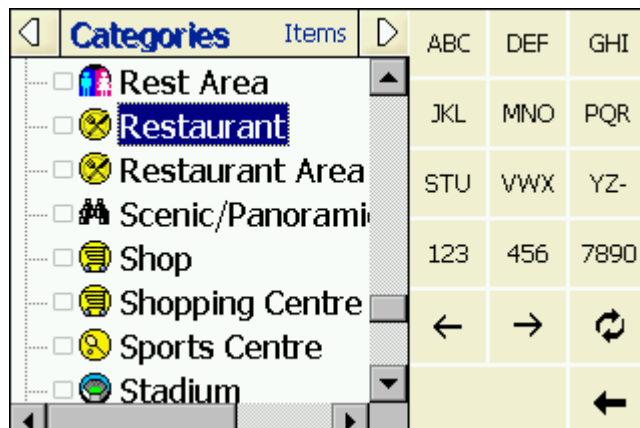 Categories Items
Rest Area
Restaurant
Restaurant Area
Scenic/Panorami
Shop
Shopping Centre
Sports Centre
Stadium
ABC DEF GHI
JKL MNO PQR
STU VWX YZ-
123 456 7890